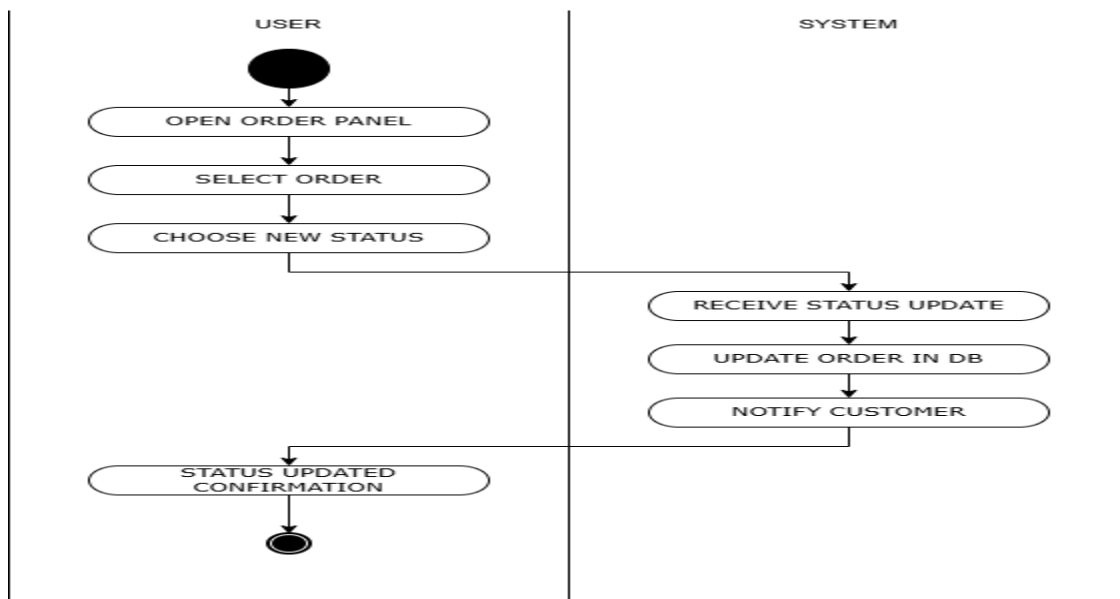 USER
SYSTEM
OPEN ORDER PANEL
SELECT ORDER
CHOOSE NEW STATUS
RECEIVE STATUS UPDATE
UPDATE ORDER IN DB
NOTIFY CUSTOMER
STATUS UPDATED
CONFIRMATION